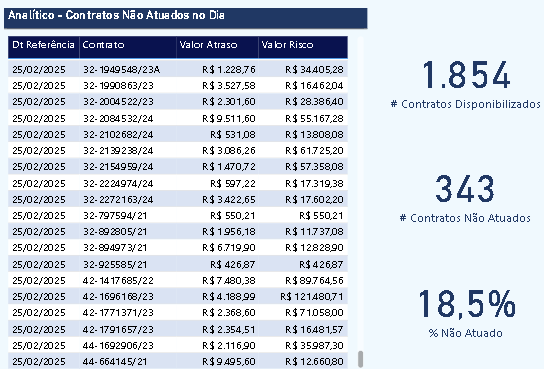 Analítico - Contratos Não Atuados no Dia
Dt Referência Contrato Valor Atraso Valor Risco
25/02/2025 32-1949548/23A R$ 1.228,76 R$ 34.405,28
25/02/2025 32-1990863/23 R$ 3.527,58 R$ 16.462,04
25/02/2025 32-2004522/23 R$ 2.301,60 R$ 28.386,40
25/02/2025 32-2084532/24 R$ 9.511,60 R$ 55.167,28
25/02/2025 32-2102682/24 R$ 531,08 R$ 13.808,08
25/02/2025 32-2139238/24 R$ 3.086,26 R$ 61.725,20
25/02/2025 32-2154959/24 R$ 1.470,72 R$ 57.358,08
25/02/2025 32-2224974/24 R$ 597,22 R$ 17.319,38
25/02/2025 32-2272163/24 R$ 3.422,65 R$ 17.602,20
25/02/2025 32-797594/21 R$ 550,21 R$ 550,21
25/02/2025 32-892805/21 R$ 1.956,18 R$ 11.737,08
25/02/2025 32-894973/21 R$ 6.719,90 R$ 12.828,90
25/02/2025 32-925585/21 R$ 426,87 R$ 426,87
25/02/2025 42-1417685/22 R$ 7.480,38 R$ 89.764,56
25/02/2025 42-1696168/23 R$ 4.188,99 R$ 121.480,71
25/02/2025 42-1771371/23 R$ 2.368,60 R$ 71.058,00
25/02/2025 42-1791657/23 R$ 2.354,51 R$ 16.481,57
25/02/2025 44-1692906/23 R$ 2.116,90 R$ 35.987,30
25/02/2025 44-664145/21 R$ 9.495,60 R$ 12.660,80
1.854
# Contratos Disponibilizados
343
# Contratos Não Atuados
18,5%
% Não Atuado